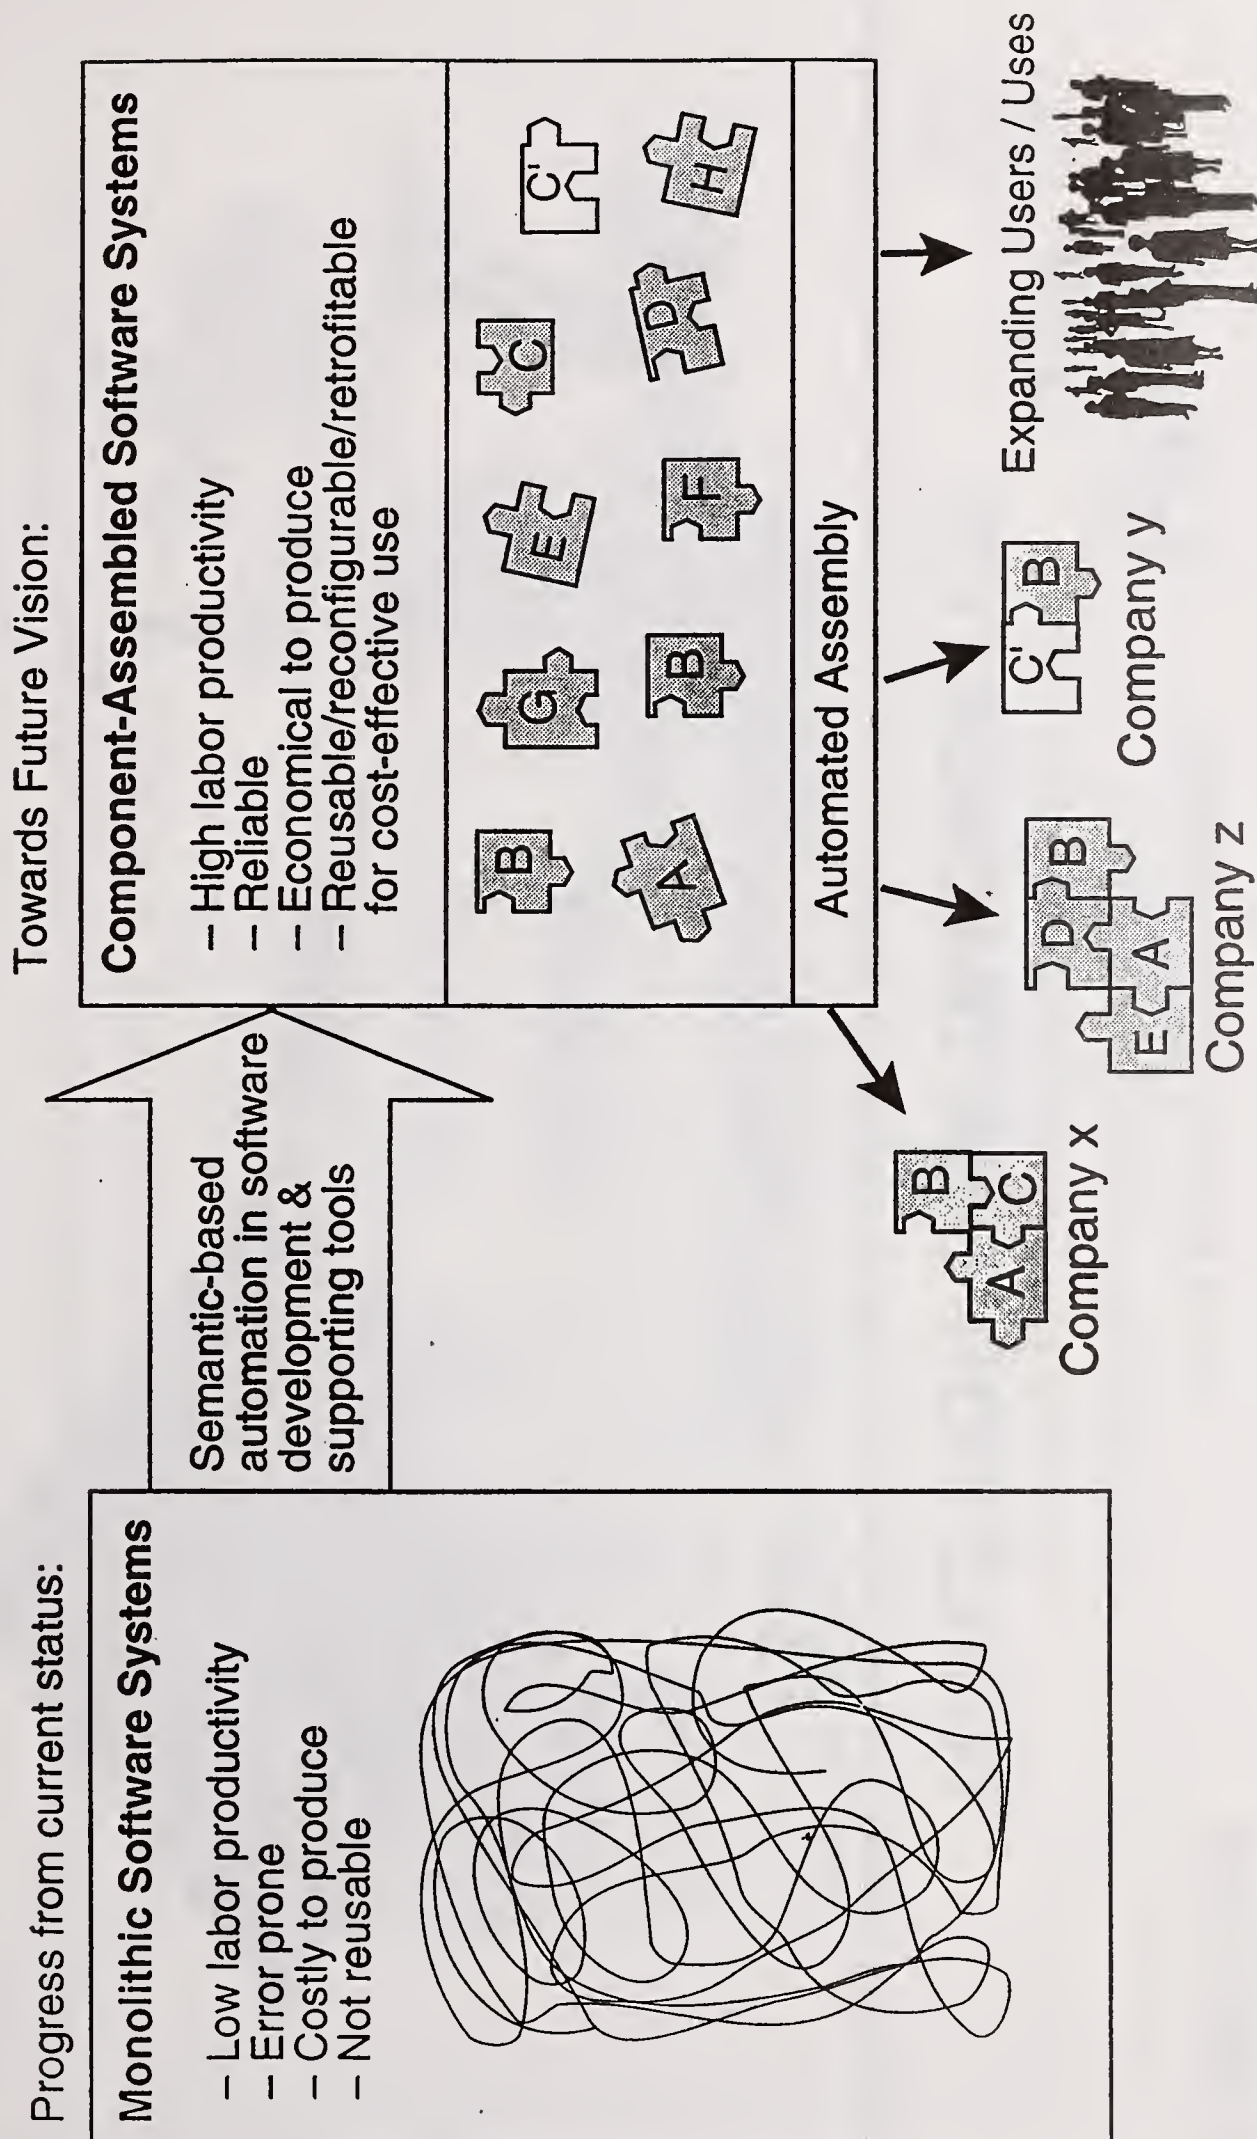 Progress from current status:
Monolithic Software Systems
– Low labor productivity
– Error prone
– Costly to produce
– Not reusable
Semantic-based
automation in software
development &
supporting tools
Towards Future Vision:
Component-Assembled Software Systems
– High labor productivity
– Reliable
– Economical to produce
– Reusable/reconfigurable/retrofitable
for cost-effective use
B G E C C'
A B F D H
Automated Assembly
B
A C
Company x
D B
E A
Company z
C' B
Company y
Expanding Users / Uses